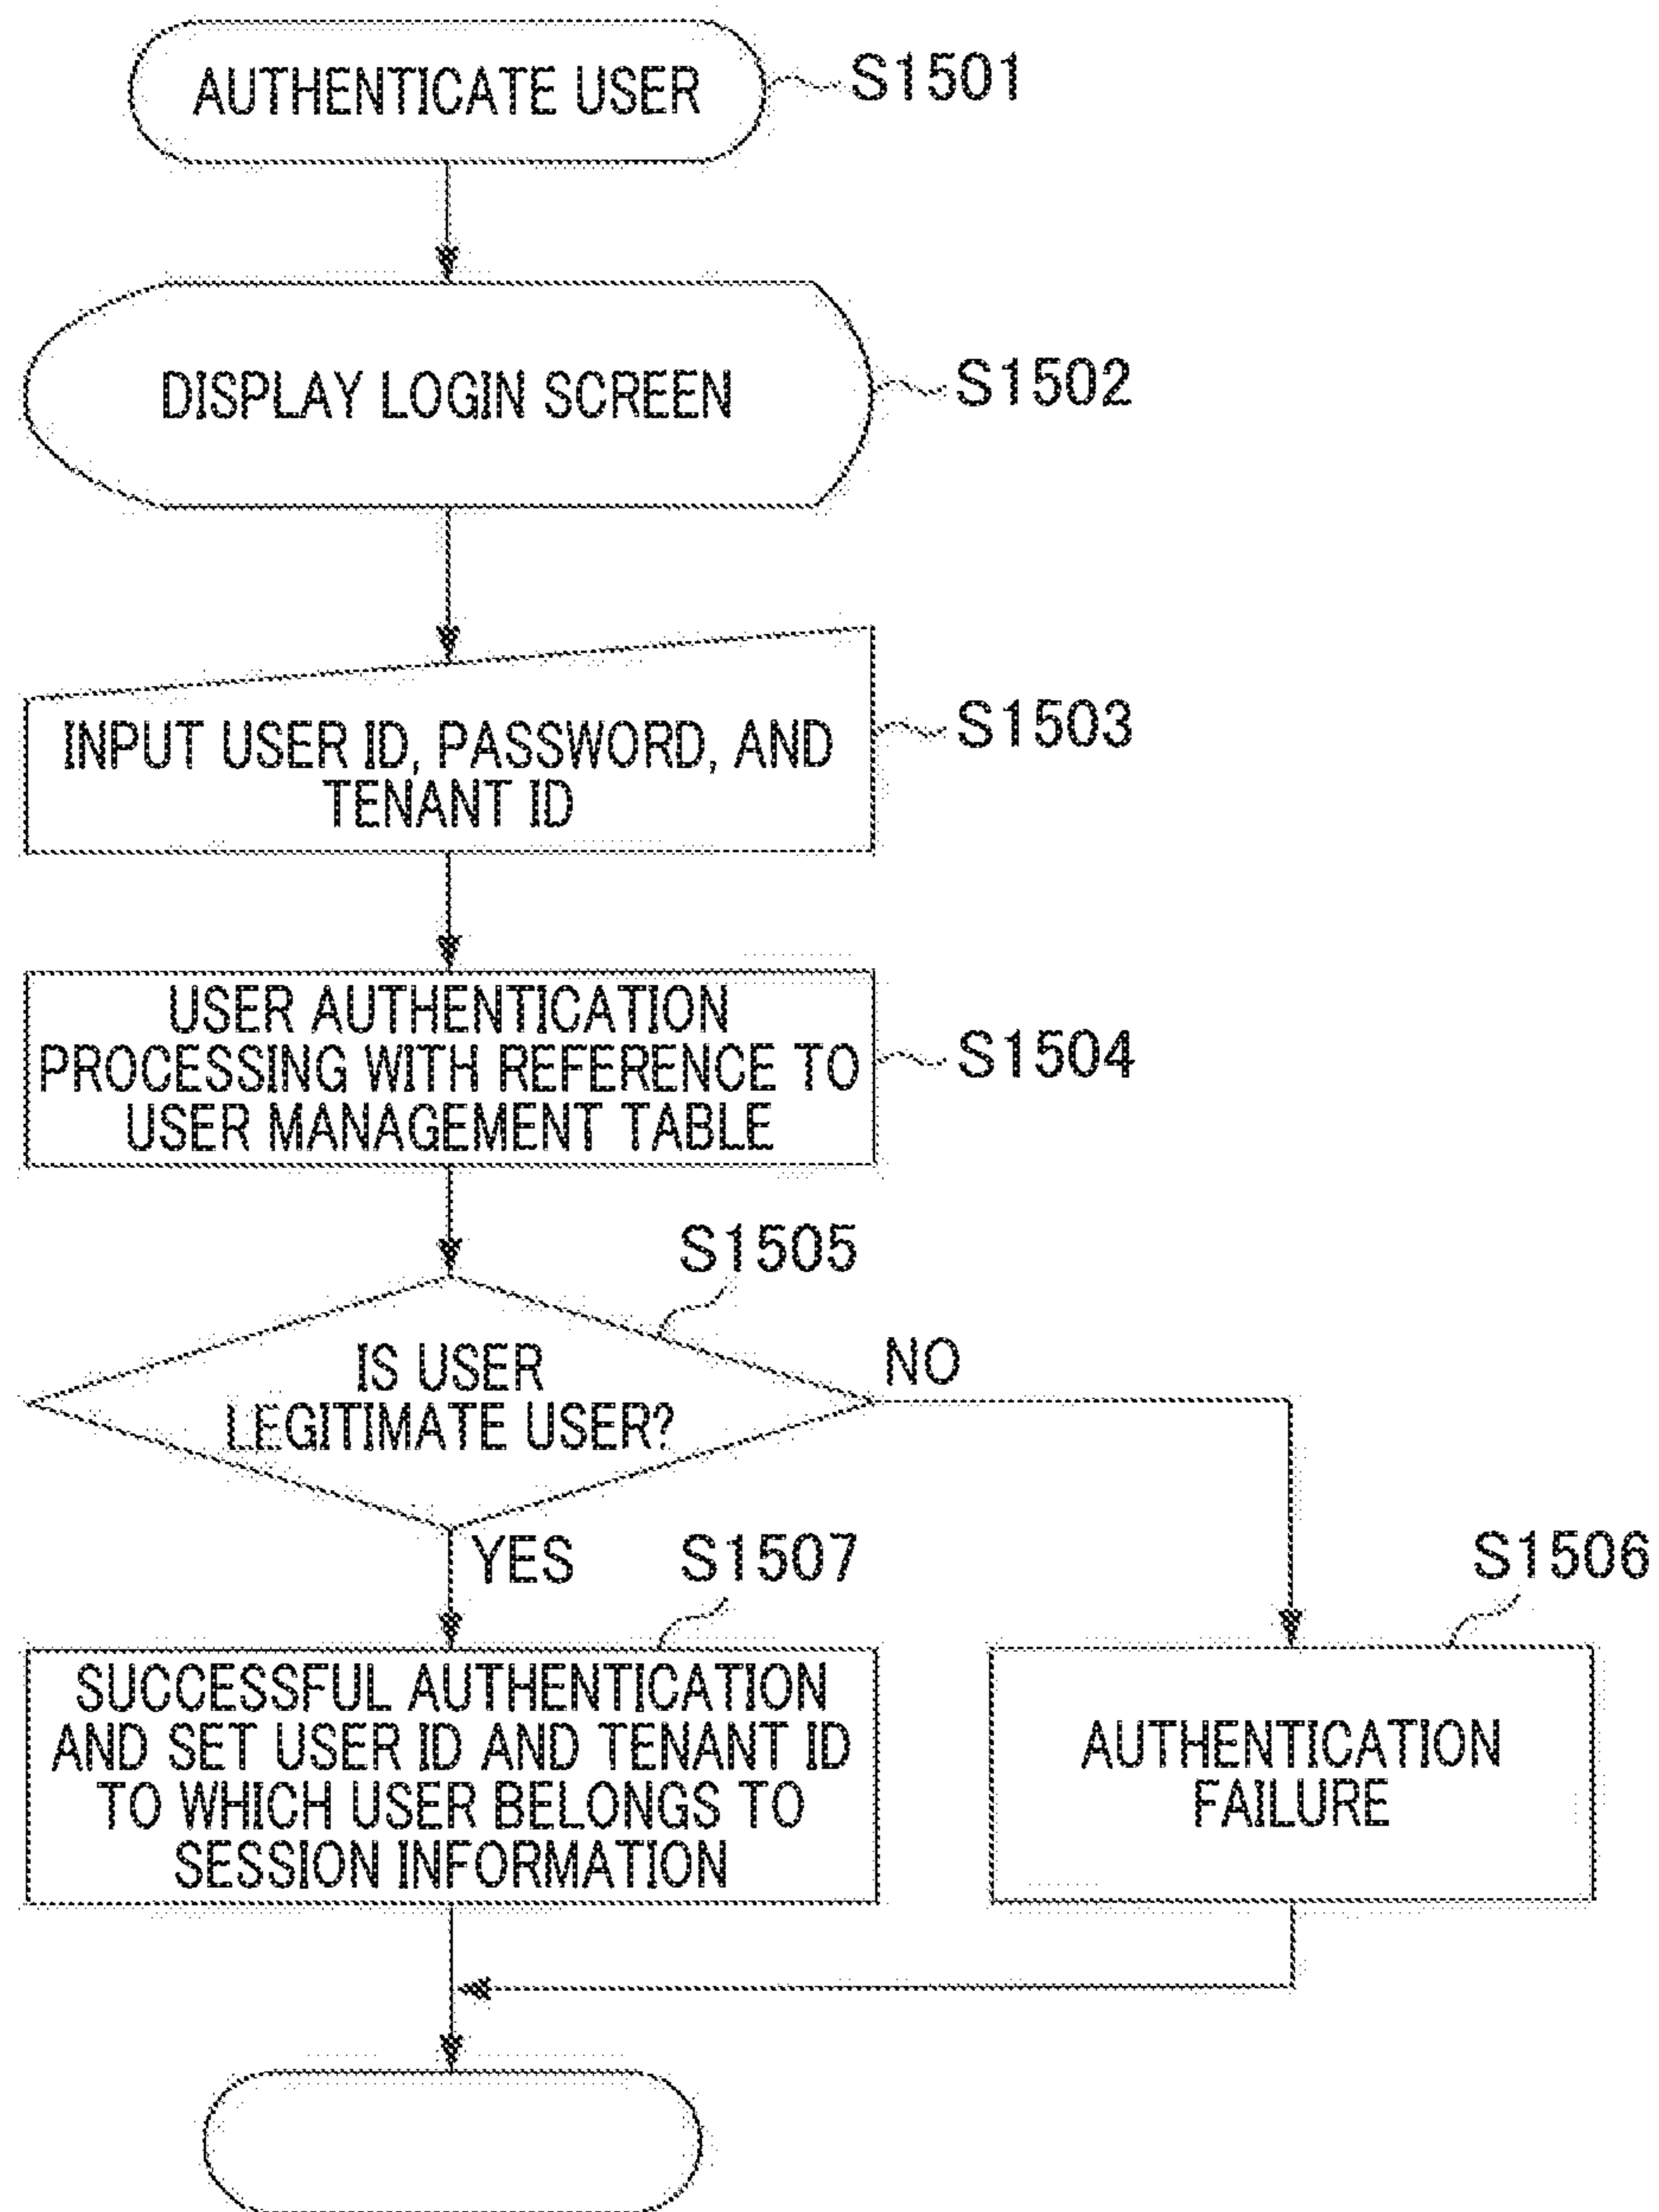 AUTHENTICATE USER
S1501
DISPLAY LOGIN SCREEN
S1502
INPUT USER ID, PASSWORD, AND
TENANT ID
S1503
USER AUTHENTICATION
PROCESSING WITH REFERENCE TO
USER MANAGEMENT TABLE
S1504
S1505
IS USER
LEGITIMATE USER?
NO
YES
S1507
SUCCESSFUL AUTHENTICATION
AND SET USER ID AND TENANT ID
TO WHICH USER BELONGS TO
SESSION INFORMATION
S1506
AUTHENTICATION
FAILURE